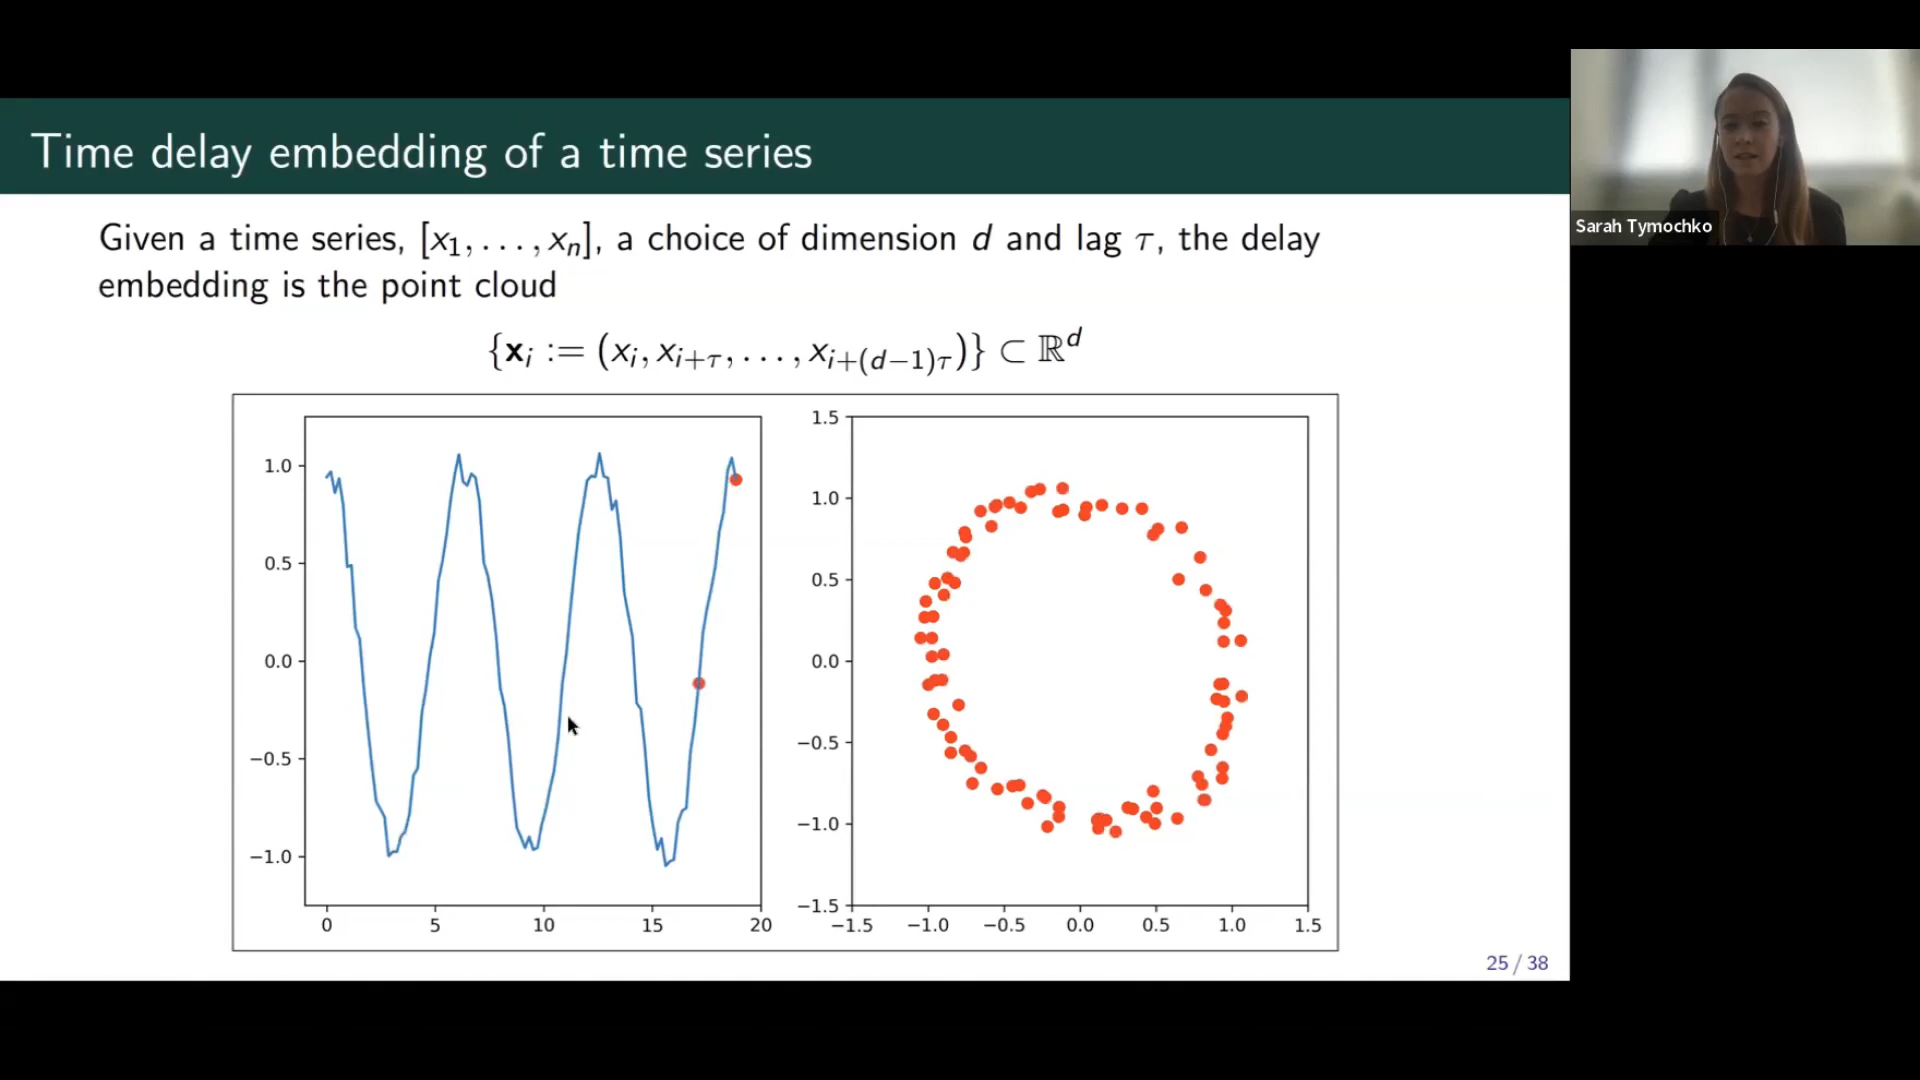 Time delay embedding of a time series
Sarah Tymochko
Given a time series, [x₁, . . . , xₙ], a choice of dimension d and lag τ, the delay
embedding is the point cloud
{𝐱ᵢ := (xᵢ, xᵢ₊τ, . . . , xᵢ₊₍d₋₁₎τ)} ⊂ ℝᵈ
1.0
0.5
0.0
−0.5
−1.0
0 5 10 15 20
1.5
1.0
0.5
0.0
−0.5
−1.0
−1.5
−1.5 −1.0 −0.5 0.0 0.5 1.0 1.5
25 / 38